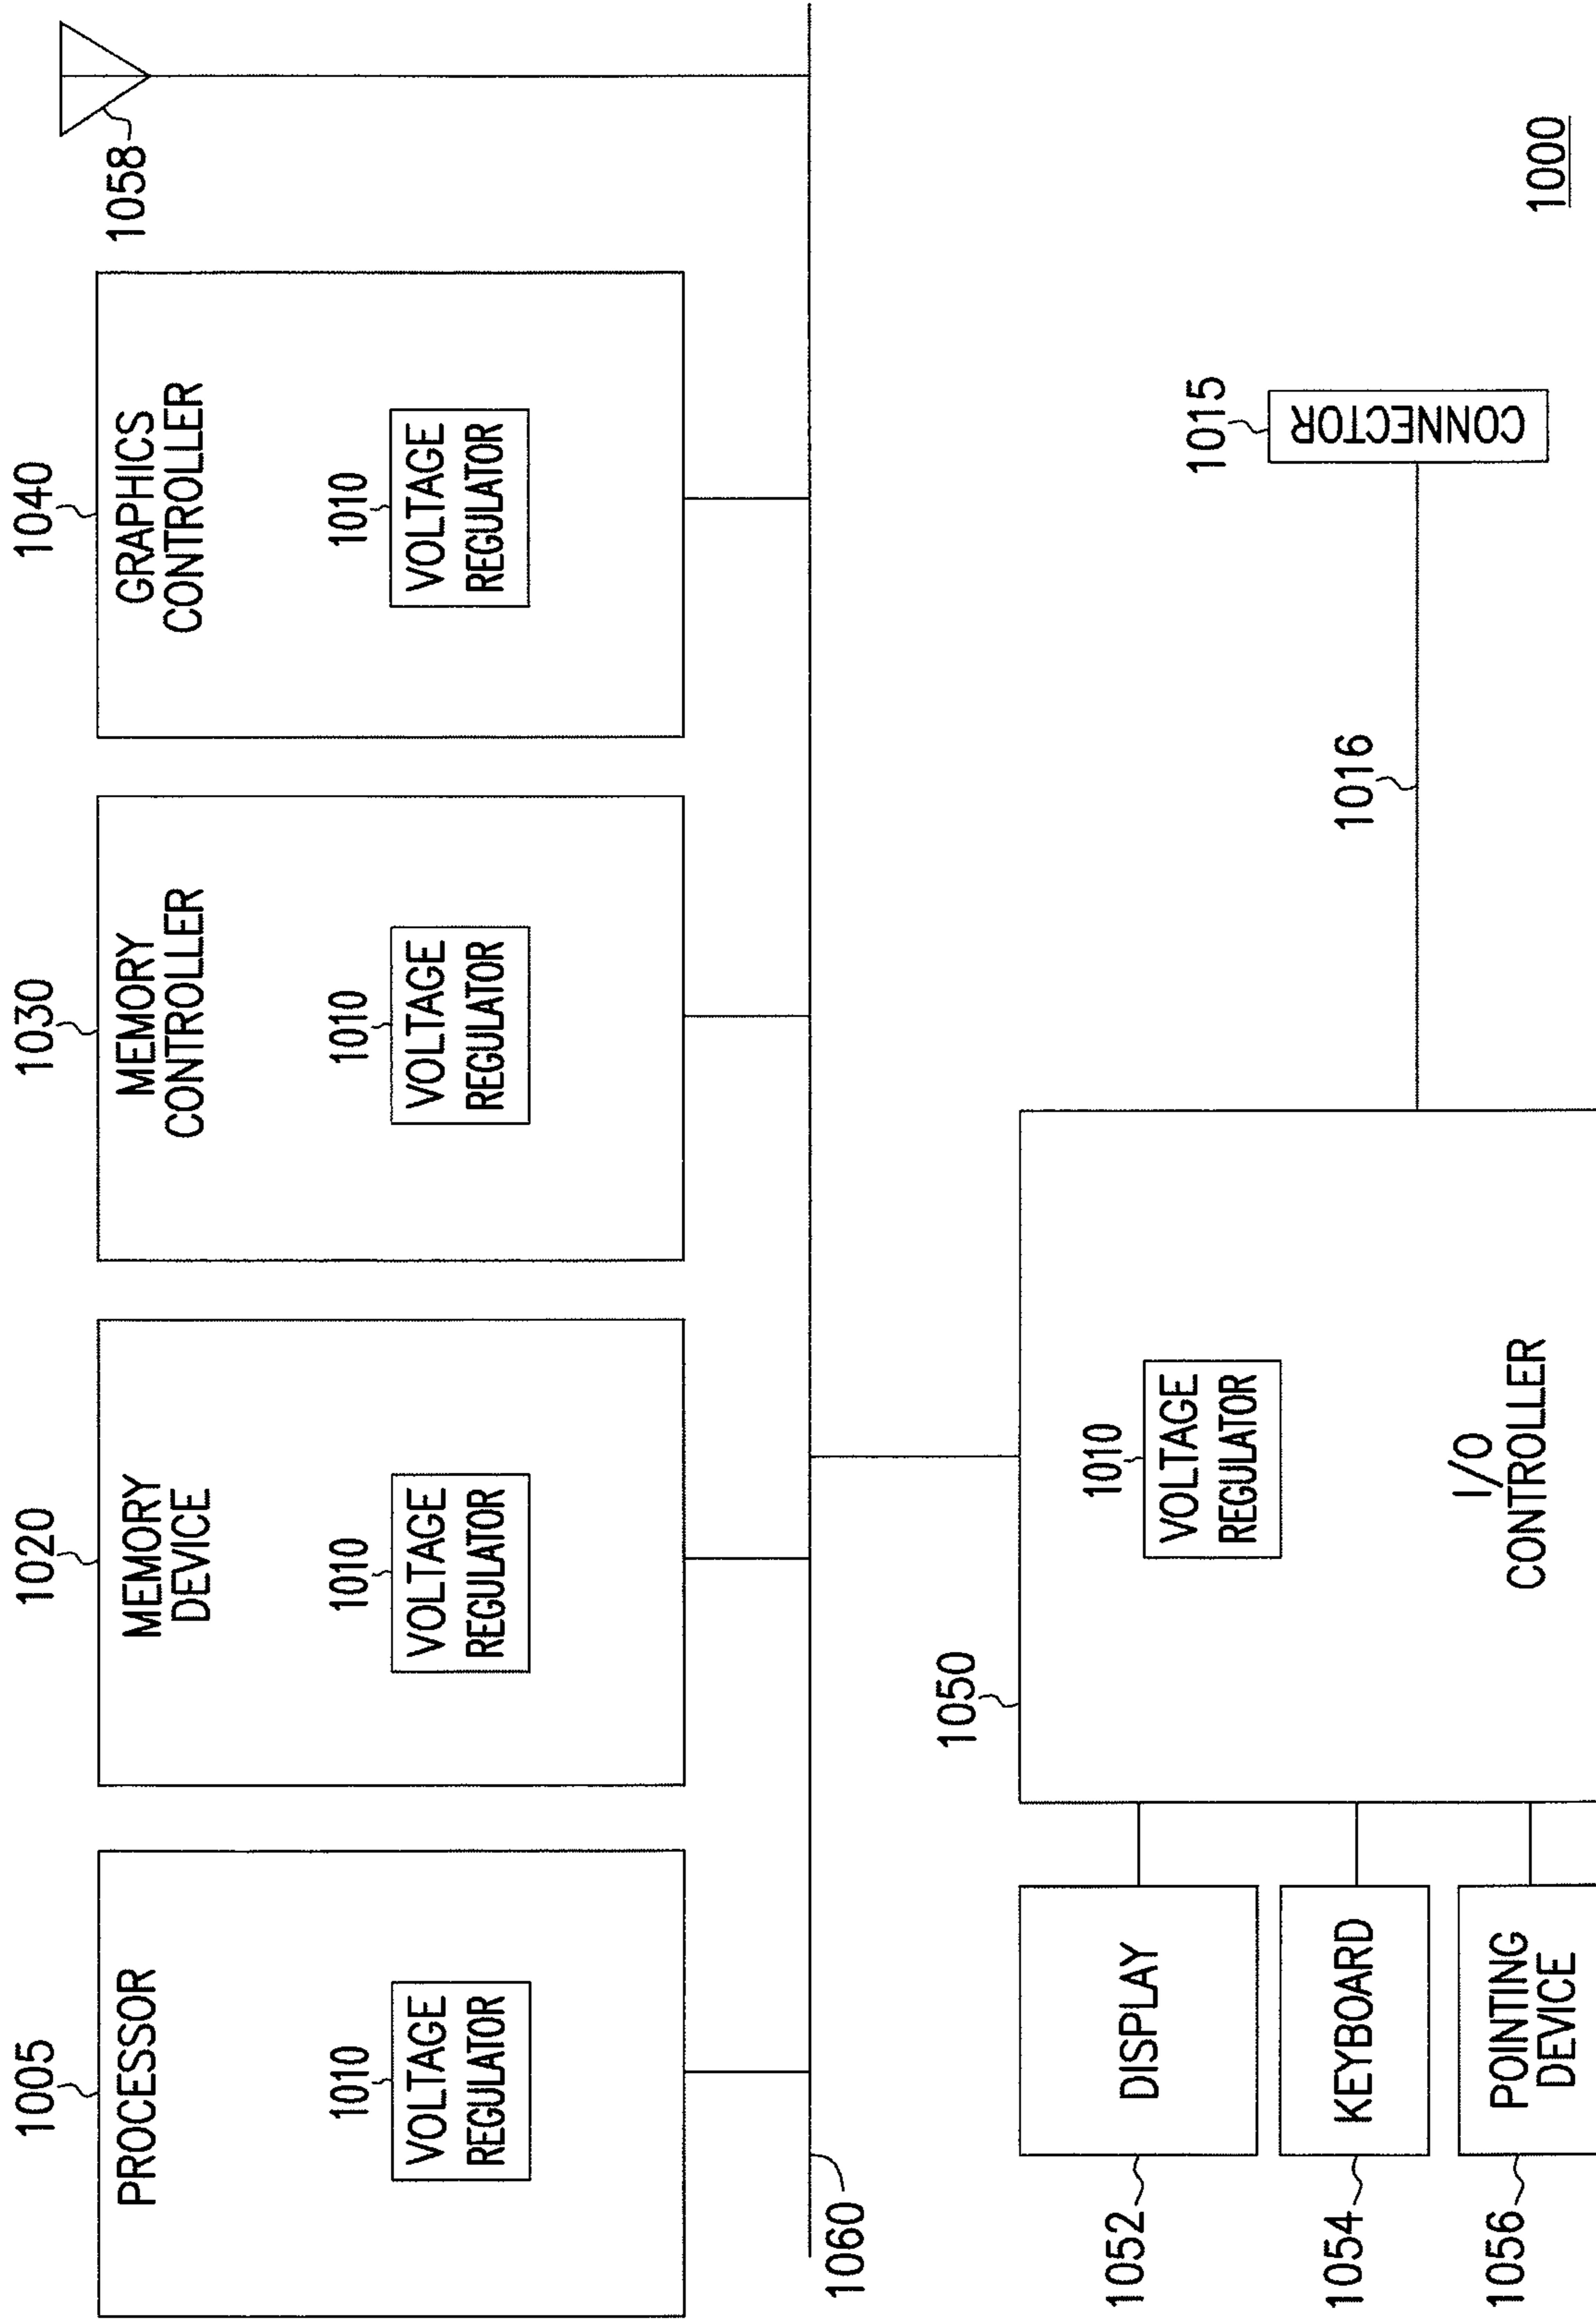 1005
PROCESSOR
1010
VOLTAGE
REGULATOR
1020
MEMORY
DEVICE
1010
VOLTAGE
REGULATOR
1030
MEMORY
CONTROLLER
1010
VOLTAGE
REGULATOR
1040
GRAPHICS
CONTROLLER
1010
VOLTAGE
REGULATOR
1058
1060
1050
1010
VOLTAGE
REGULATOR
I/O
CONTROLLER
1052
DISPLAY
1054
KEYBOARD
1056
POINTING
DEVICE
1016
1015
CONNECTOR
1000